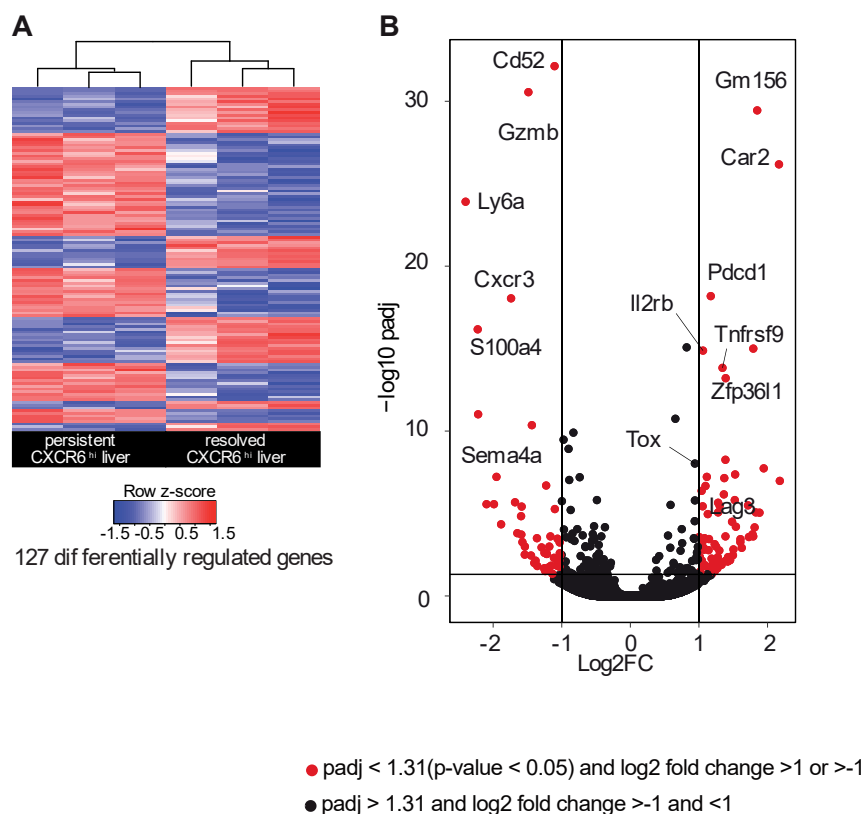 A
persistent
CXCR6 hi liver
resolved
CXCR6 hi liver
Row z-score
-1.5 -0.5 0.5 1.5
127 dif ferentially regulated genes
B
Cd52
Gm156
Gzmb
Car2
Ly6a
Cxcr3
Pdcd1
Il2rb
S100a4
Tnfrsf9
Zfp36l1
Tox
Sema4a
Lag3
−log10 padj
30
20
10
0
-2 -1 0 1 2
Log2FC
padj < 1.31(p-value < 0.05) and log2 fold change >1 or >-1
padj > 1.31 and log2 fold change >-1 and <1